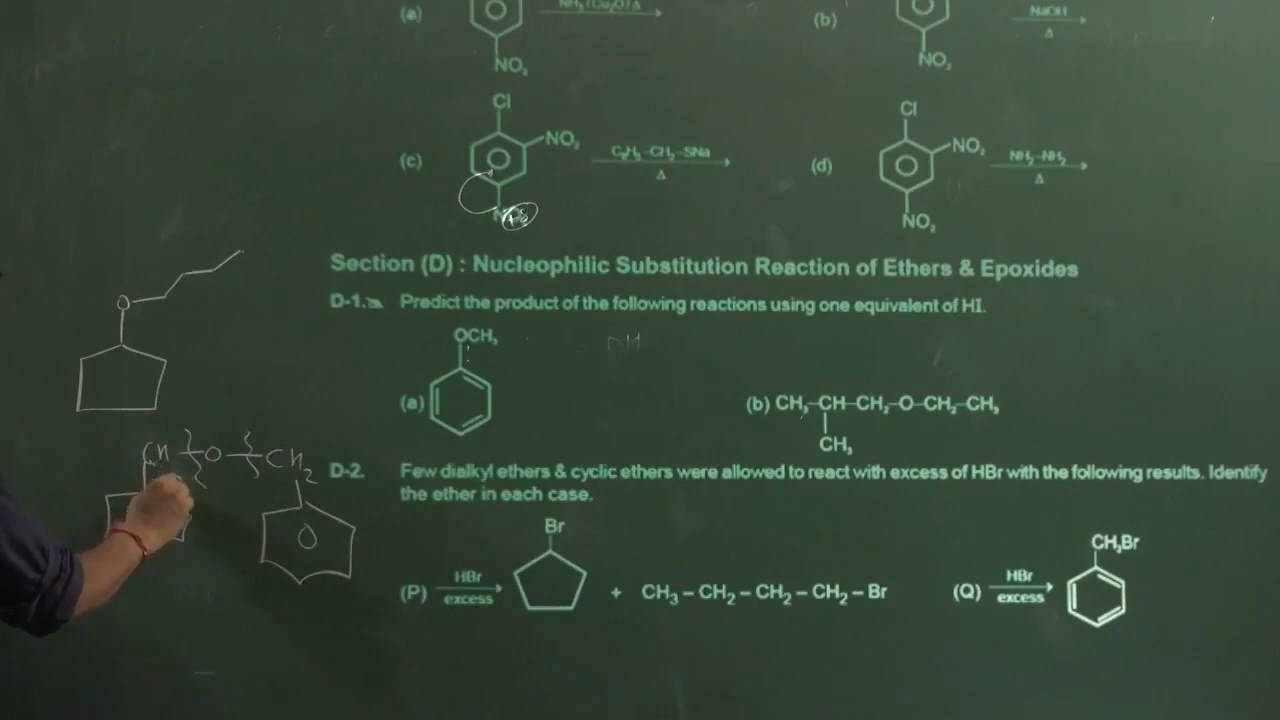 (a) NH₃/Cu₂O/Δ NO₂ (b) NaOH Δ NO₂
(c) Cl NO₂ C₆H₅–CH₂–SNa Δ
(d) Cl NO₂ NO₂ NH₂–NH₂ Δ
Section (D) : Nucleophilic Substitution Reaction of Ethers & Epoxides
D-1. Predict the product of the following reactions using one equivalent of HI.
O
(a) OCH₃
(b) CH₃–CH–CH₂–O–CH₂–CH₃
CH₃
O CH₂
D-2. Few dialkyl ethers & cyclic ethers were allowed to react with excess of HBr with the following results. Identify
the ether in each case.
(P) HBr excess Br + CH₃ – CH₂ – CH₂ – CH₂ – Br
(Q) HBr excess CH₂Br